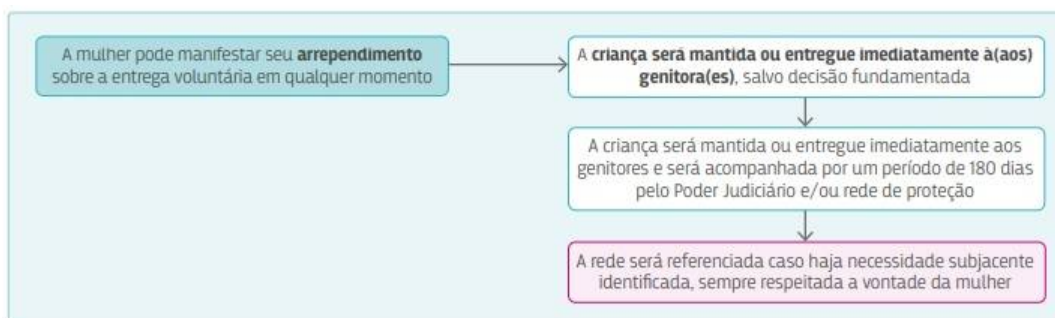 A mulher pode manifestar seu arrependimento
sobre a entrega voluntária em qualquer momento
A criança será mantida ou entregue imediatamente à(aos)
genitora(es), salvo decisão fundamentada
A criança será mantida ou entregue imediatamente aos
genitores e será acompanhada por um período de 180 dias
pelo Poder Judiciário e/ou rede de proteção
A rede será referenciada caso haja necessidade subjacente
identificada, sempre respeitada a vontade da mulher